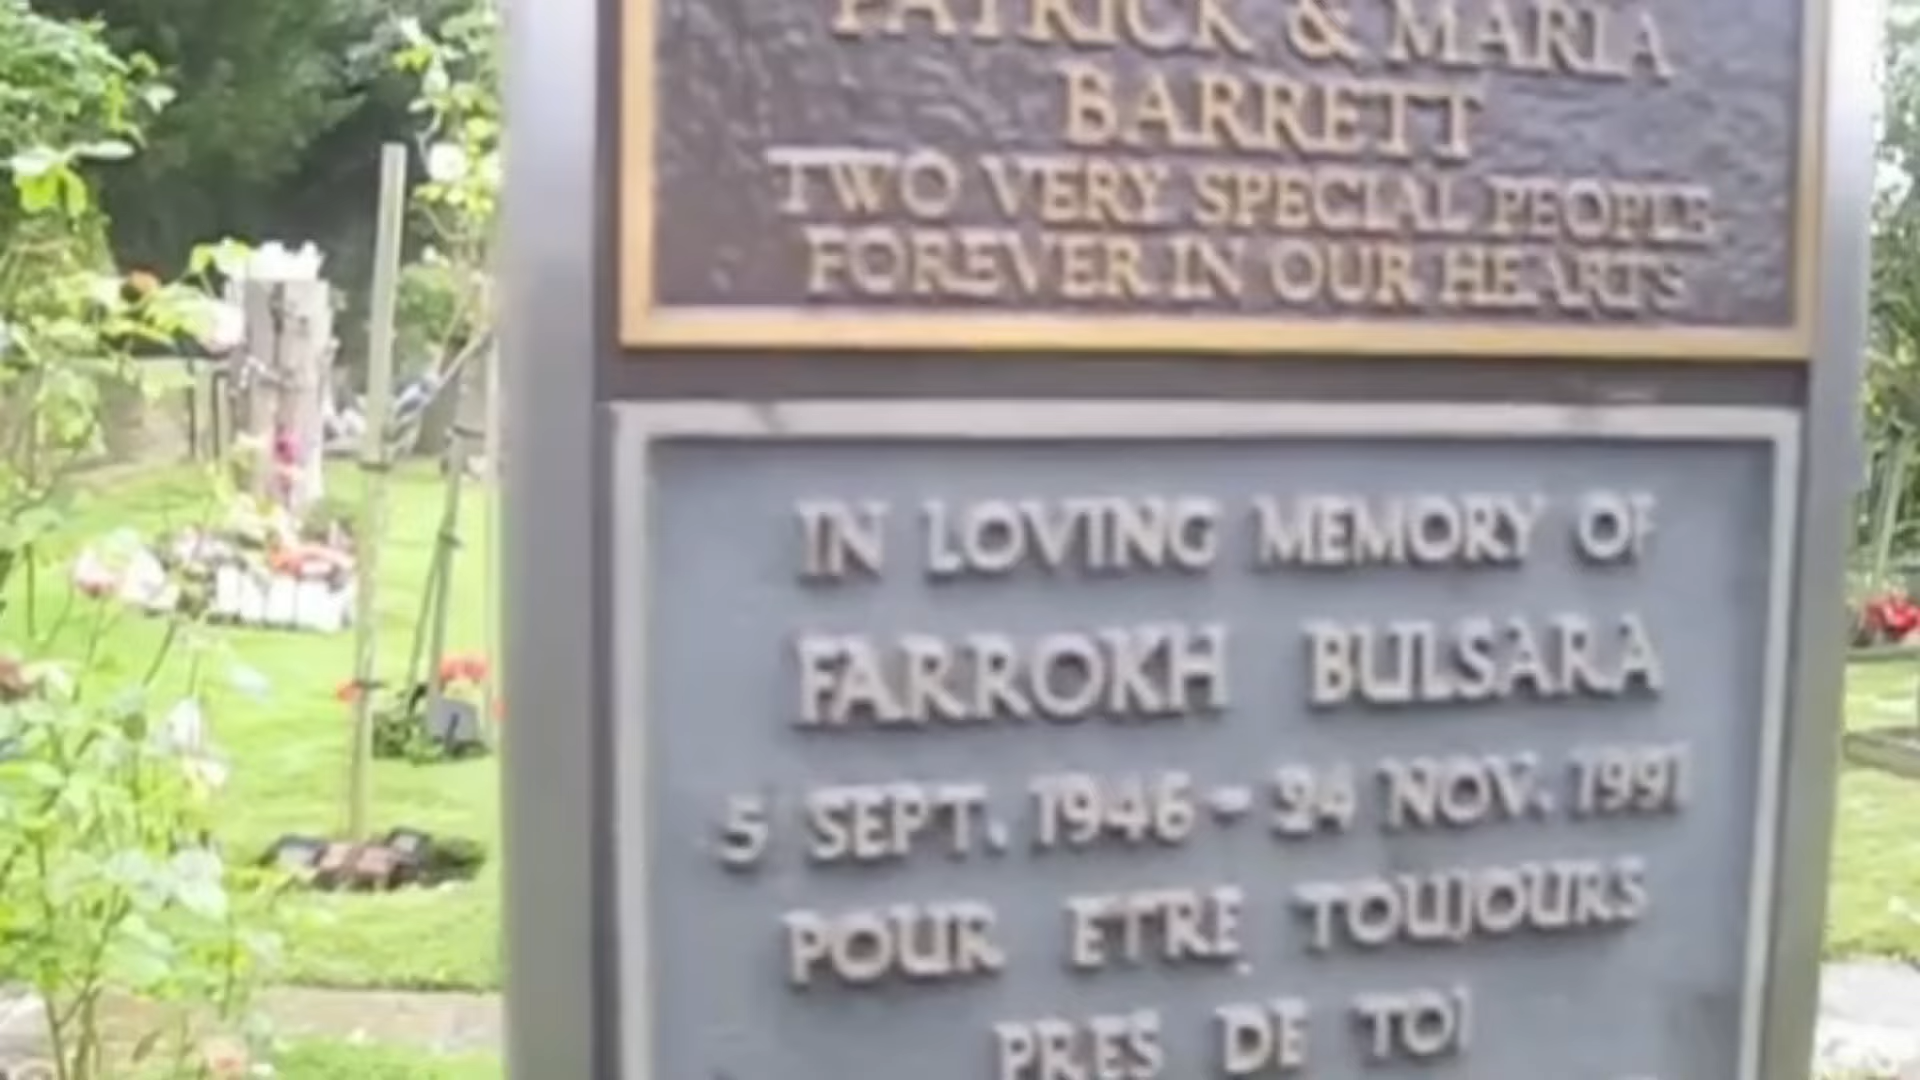 PATRICK & MARIA
BARRETT
TWO VERY SPECIAL PEOPLE
FOREVER IN OUR HEARTS
IN LOVING MEMORY OF
FARROKH BULSARA
5 SEPT. 1946 - 24 NOV. 1991
POUR ETRE TOUJOURS
PRES DE TOI